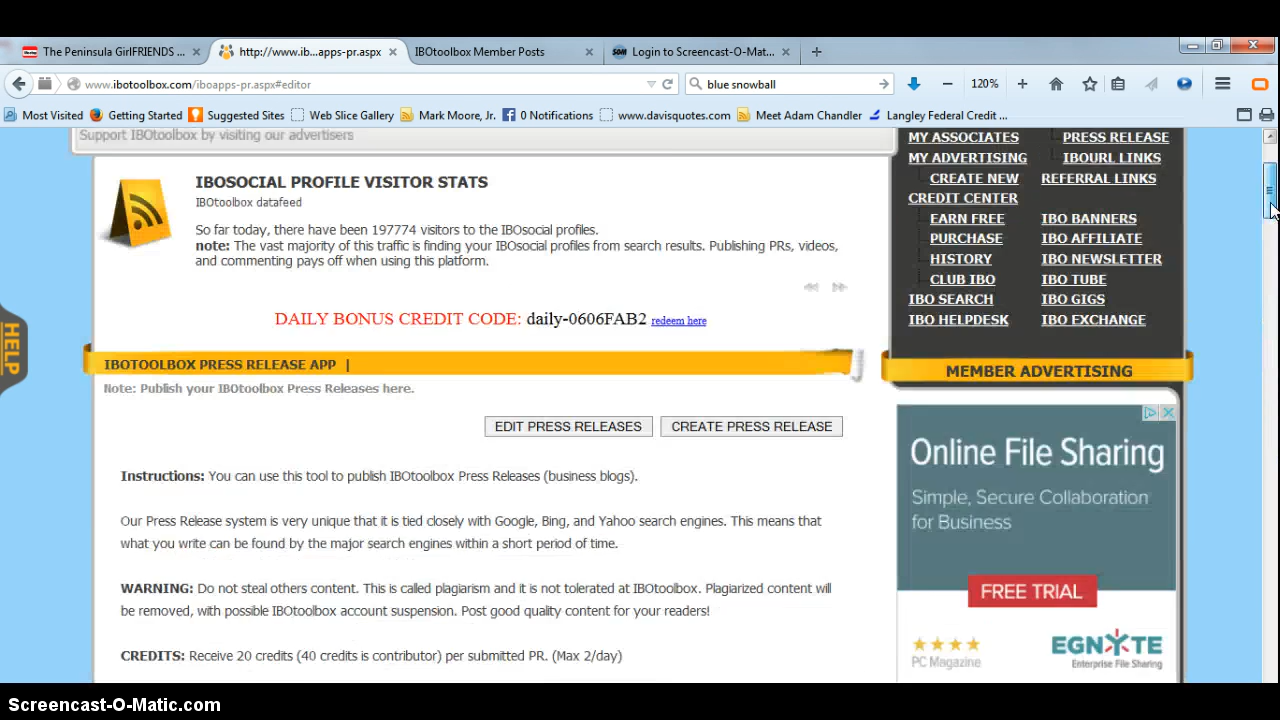 The Peninsula GirlFRIENDS ...
http://www.ib...apps-pr.aspx
IBOtoolbox Member Posts
SOM Login to Screencast-O-Mat...
www.ibotoolbox.com/iboapps-pr.aspx#editor
blue snowball
120%
Most Visited
Getting Started
Suggested Sites
Web Slice Gallery
Mark Moore, Jr.
0 Notifications
www.davisquotes.com
Meet Adam Chandler
Langley Federal Credit ...
Support IBOtoolbox by visiting our advertisers
IBOSOCIAL PROFILE VISITOR STATS
IBOtoolbox datafeed
So far today, there have been 197774 visitors to the IBOsocial profiles.
note: The vast majority of this traffic is finding your IBOsocial profiles from search results. Publishing PRs, videos,
and commenting pays off when using this platform.
DAILY BONUS CREDIT CODE: daily-0606FAB2 redeem here
HELP
IBOTOOLBOX PRESS RELEASE APP |
Note: Publish your IBOtoolbox Press Releases here.
EDIT PRESS RELEASES
CREATE PRESS RELEASE
Instructions: You can use this tool to publish IBOtoolbox Press Releases (business blogs).
Our Press Release system is very unique that it is tied closely with Google, Bing, and Yahoo search engines. This means that
what you write can be found by the major search engines within a short period of time.
WARNING: Do not steal others content. This is called plagiarism and it is not tolerated at IBOtoolbox. Plagiarized content will
be removed, with possible IBOtoolbox account suspension. Post good quality content for your readers!
CREDITS: Receive 20 credits (40 credits is contributor) per submitted PR. (Max 2/day)
MY ASSOCIATES
PRESS RELEASE
MY ADVERTISING
IBOURL LINKS
CREATE NEW
REFERRAL LINKS
CREDIT CENTER
EARN FREE
IBO BANNERS
PURCHASE
IBO AFFILIATE
HISTORY
IBO NEWSLETTER
CLUB IBO
IBO TUBE
IBO SEARCH
IBO GIGS
IBO HELPDESK
IBO EXCHANGE
MEMBER ADVERTISING
Online File Sharing
Simple, Secure Collaboration
for Business
FREE TRIAL
PC Magazine
EGNYTE
Enterprise File Sharing
Screencast-O-Matic.com